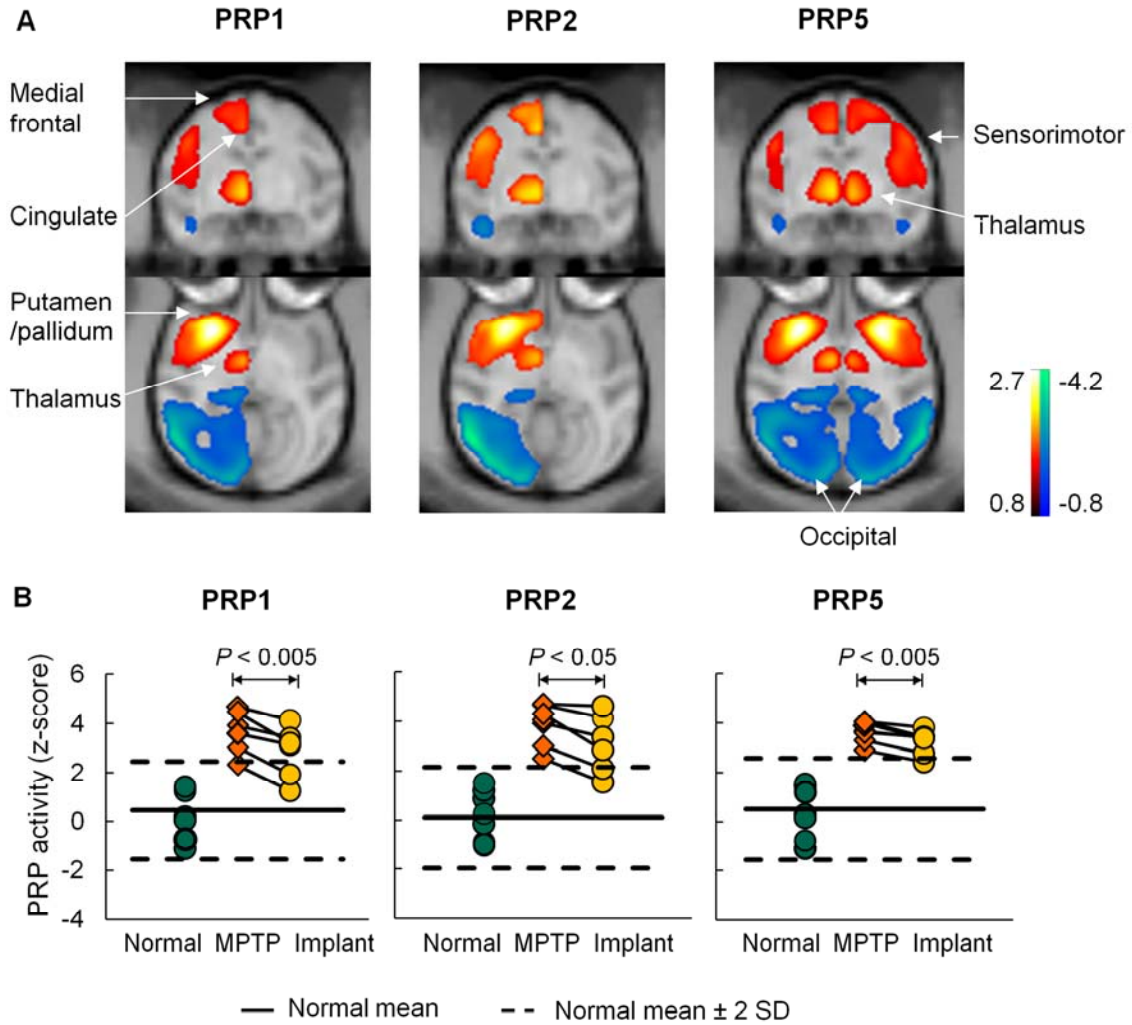 A
PRP1 PRP2 PRP5
Medial
frontal
Sensorimotor
Cingulate
Thalamus
Putamen
/pallidum
Thalamus
2.7 -4.2
0.8 -0.8
Occipital
B
PRP1 PRP2 PRP5
P < 0.005 P < 0.05 P < 0.005
PRP activity (z-score)
6
4
2
0
-2
-4
Normal MPTP Implant Normal MPTP Implant Normal MPTP Implant
Normal mean Normal mean ± 2 SD